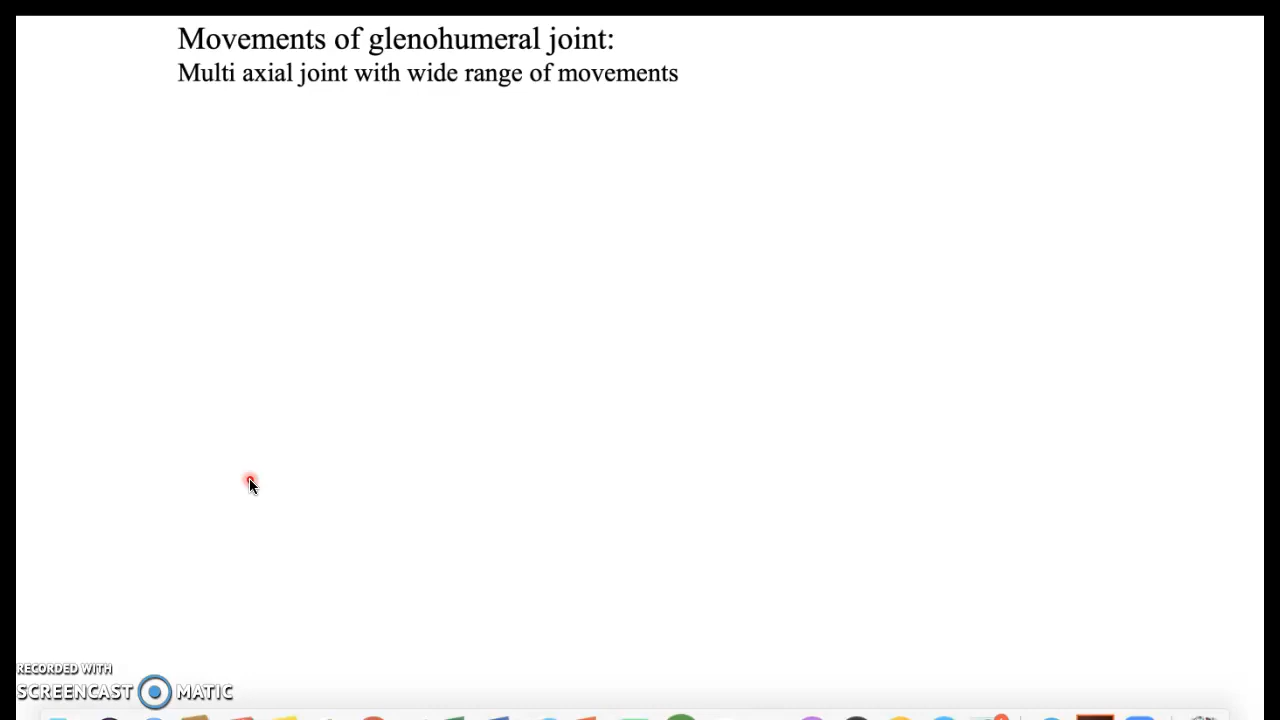 Movements of glenohumeral joint:
Multi axial joint with wide range of movements
RECORDED WITH
SCREENCAST MATIC